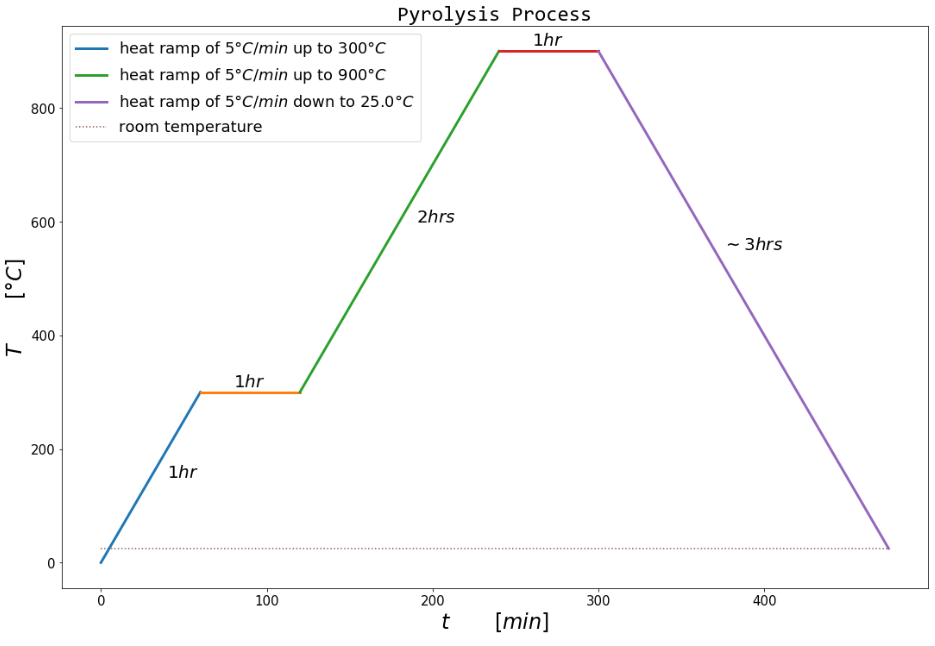 Pyrolysis Process
heat ramp of 5°C/min up to 300°C
heat ramp of 5°C/min up to 900°C
heat ramp of 5°C/min down to 25.0°C
room temperature
1hr
2hrs
~ 3hrs
1hr
1hr
800
600
400
200
0
T [°C]
0 100 200 300 400
t [min]